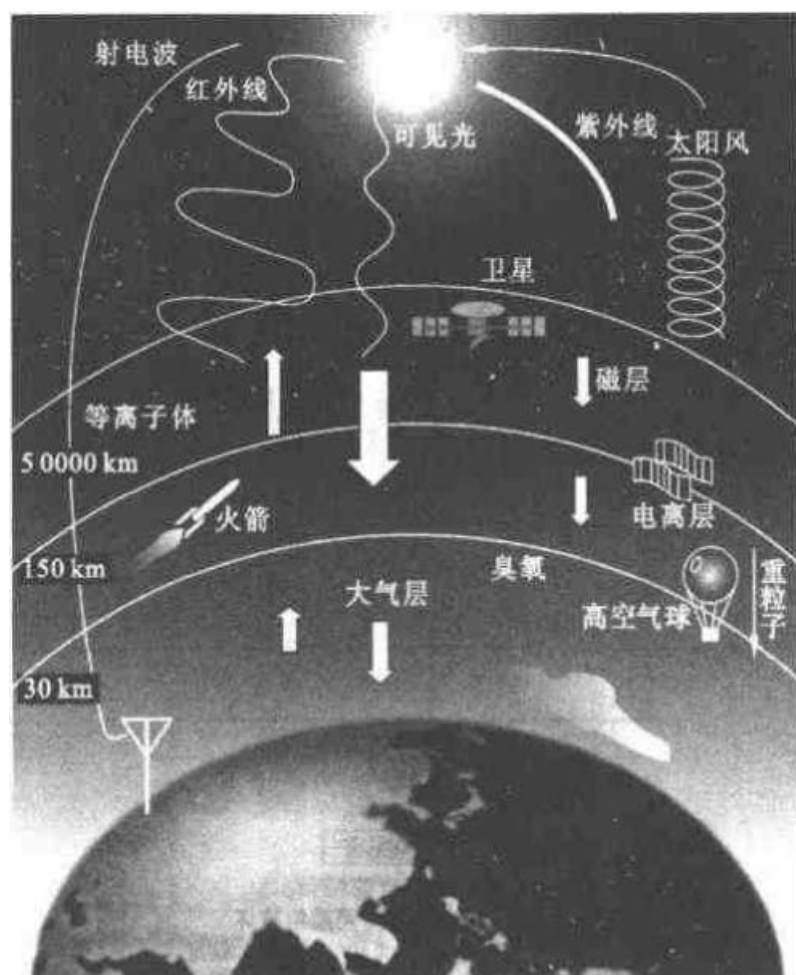 射电波
红外线
可见光
紫外线
太阳风
卫星
磁层
等离子体
5 0000 km
火箭
电离层
150 km
臭氧
大气层
高空气球
重粒子
30 km